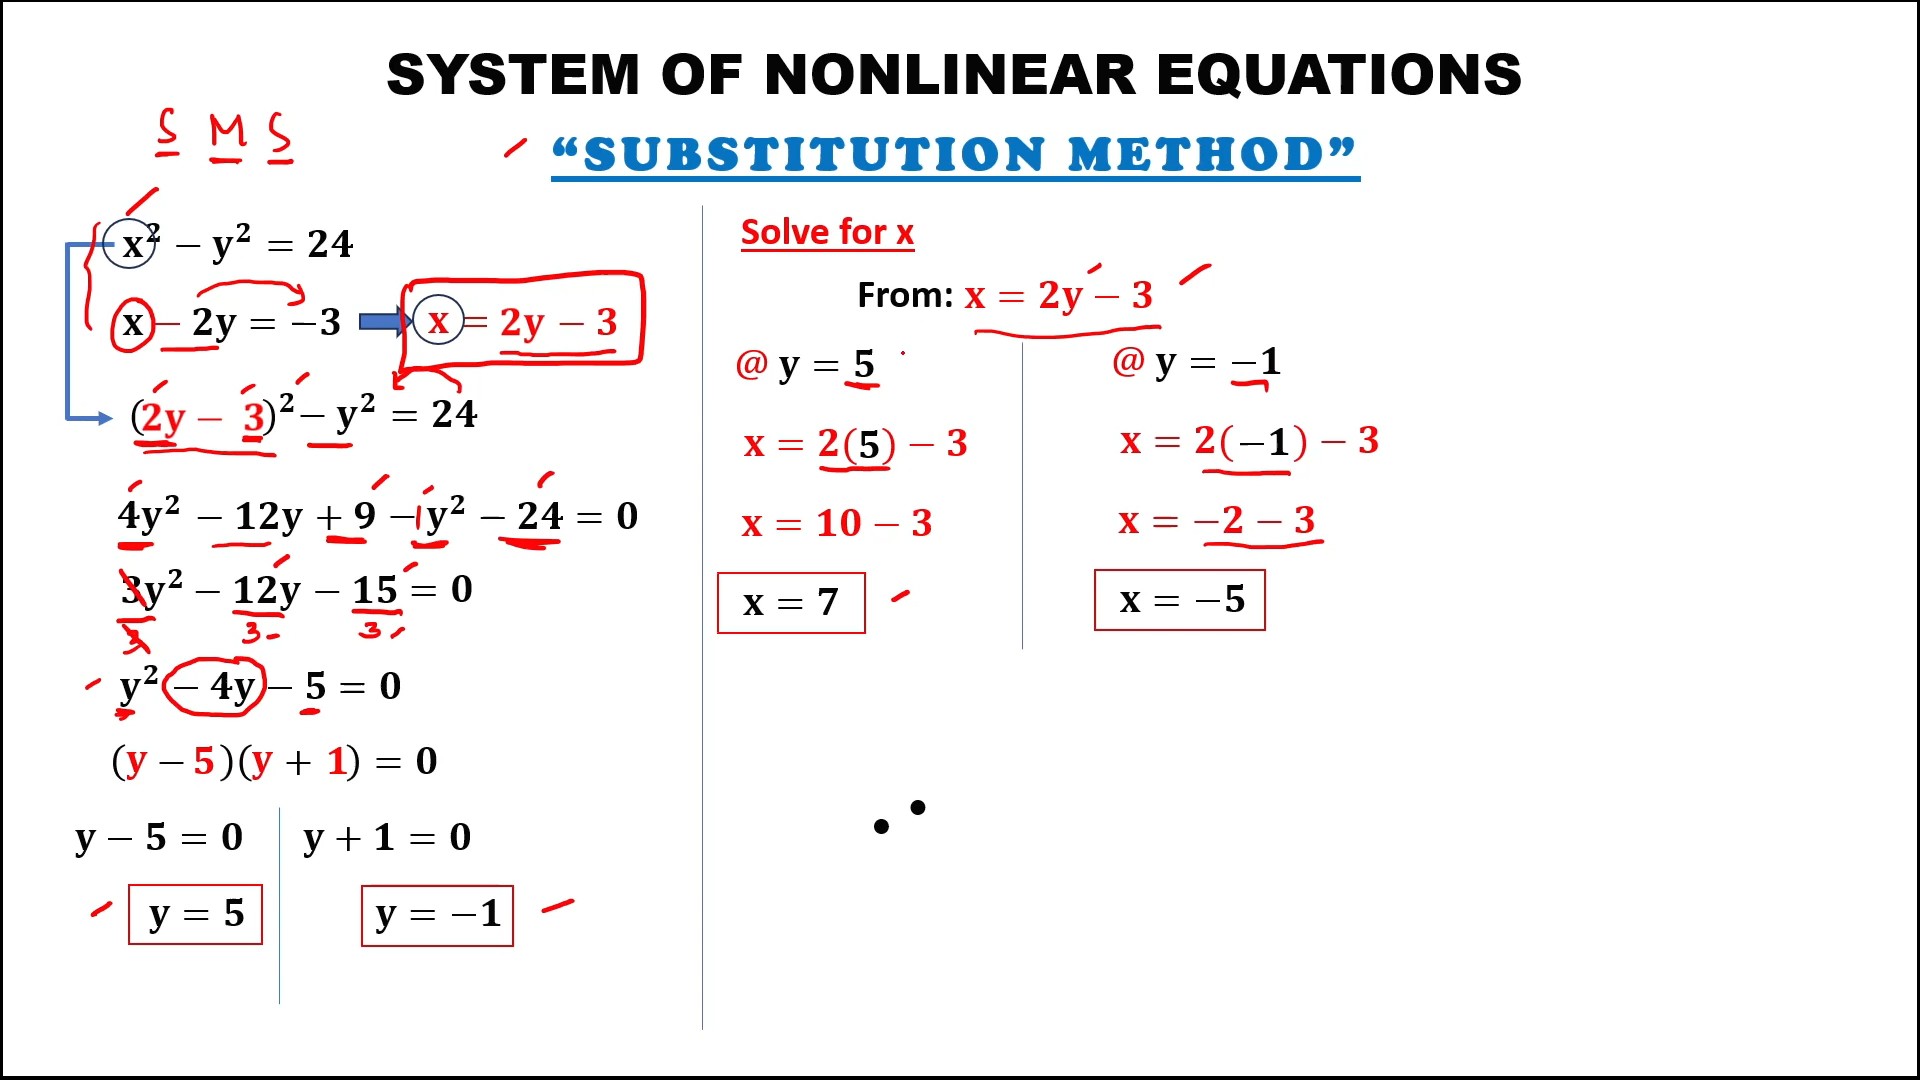 SYSTEM OF NONLINEAR EQUATIONS
S M S
“SUBSTITUTION METHOD”
x² − y² = 24
x − 2y = −3
x = 2y − 3
(2y − 3)² − y² = 24
4y² − 12y + 9 − 1y² − 24 = 0
3y² − 12y − 15 = 0
3 3 3
y² − 4y − 5 = 0
(y − 5)(y + 1) = 0
y − 5 = 0
y = 5
y + 1 = 0
y = −1
Solve for x
From: x = 2y − 3
@ y = 5
x = 2(5) − 3
x = 10 − 3
x = 7
@ y = −1
x = 2(−1) − 3
x = −2 − 3
x = −5